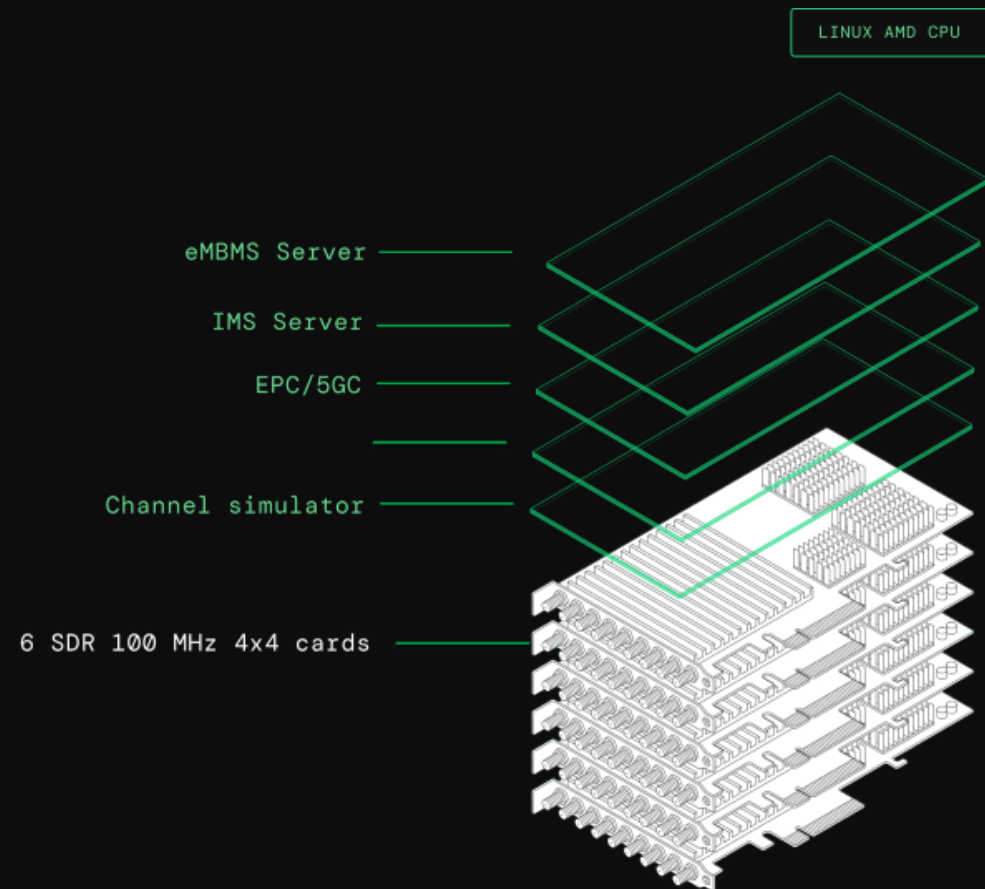 LINUX AMD CPU
eMBMS Server
IMS Server
EPC/5GC
Channel simulator
6 SDR 100 MHz 4x4 cards